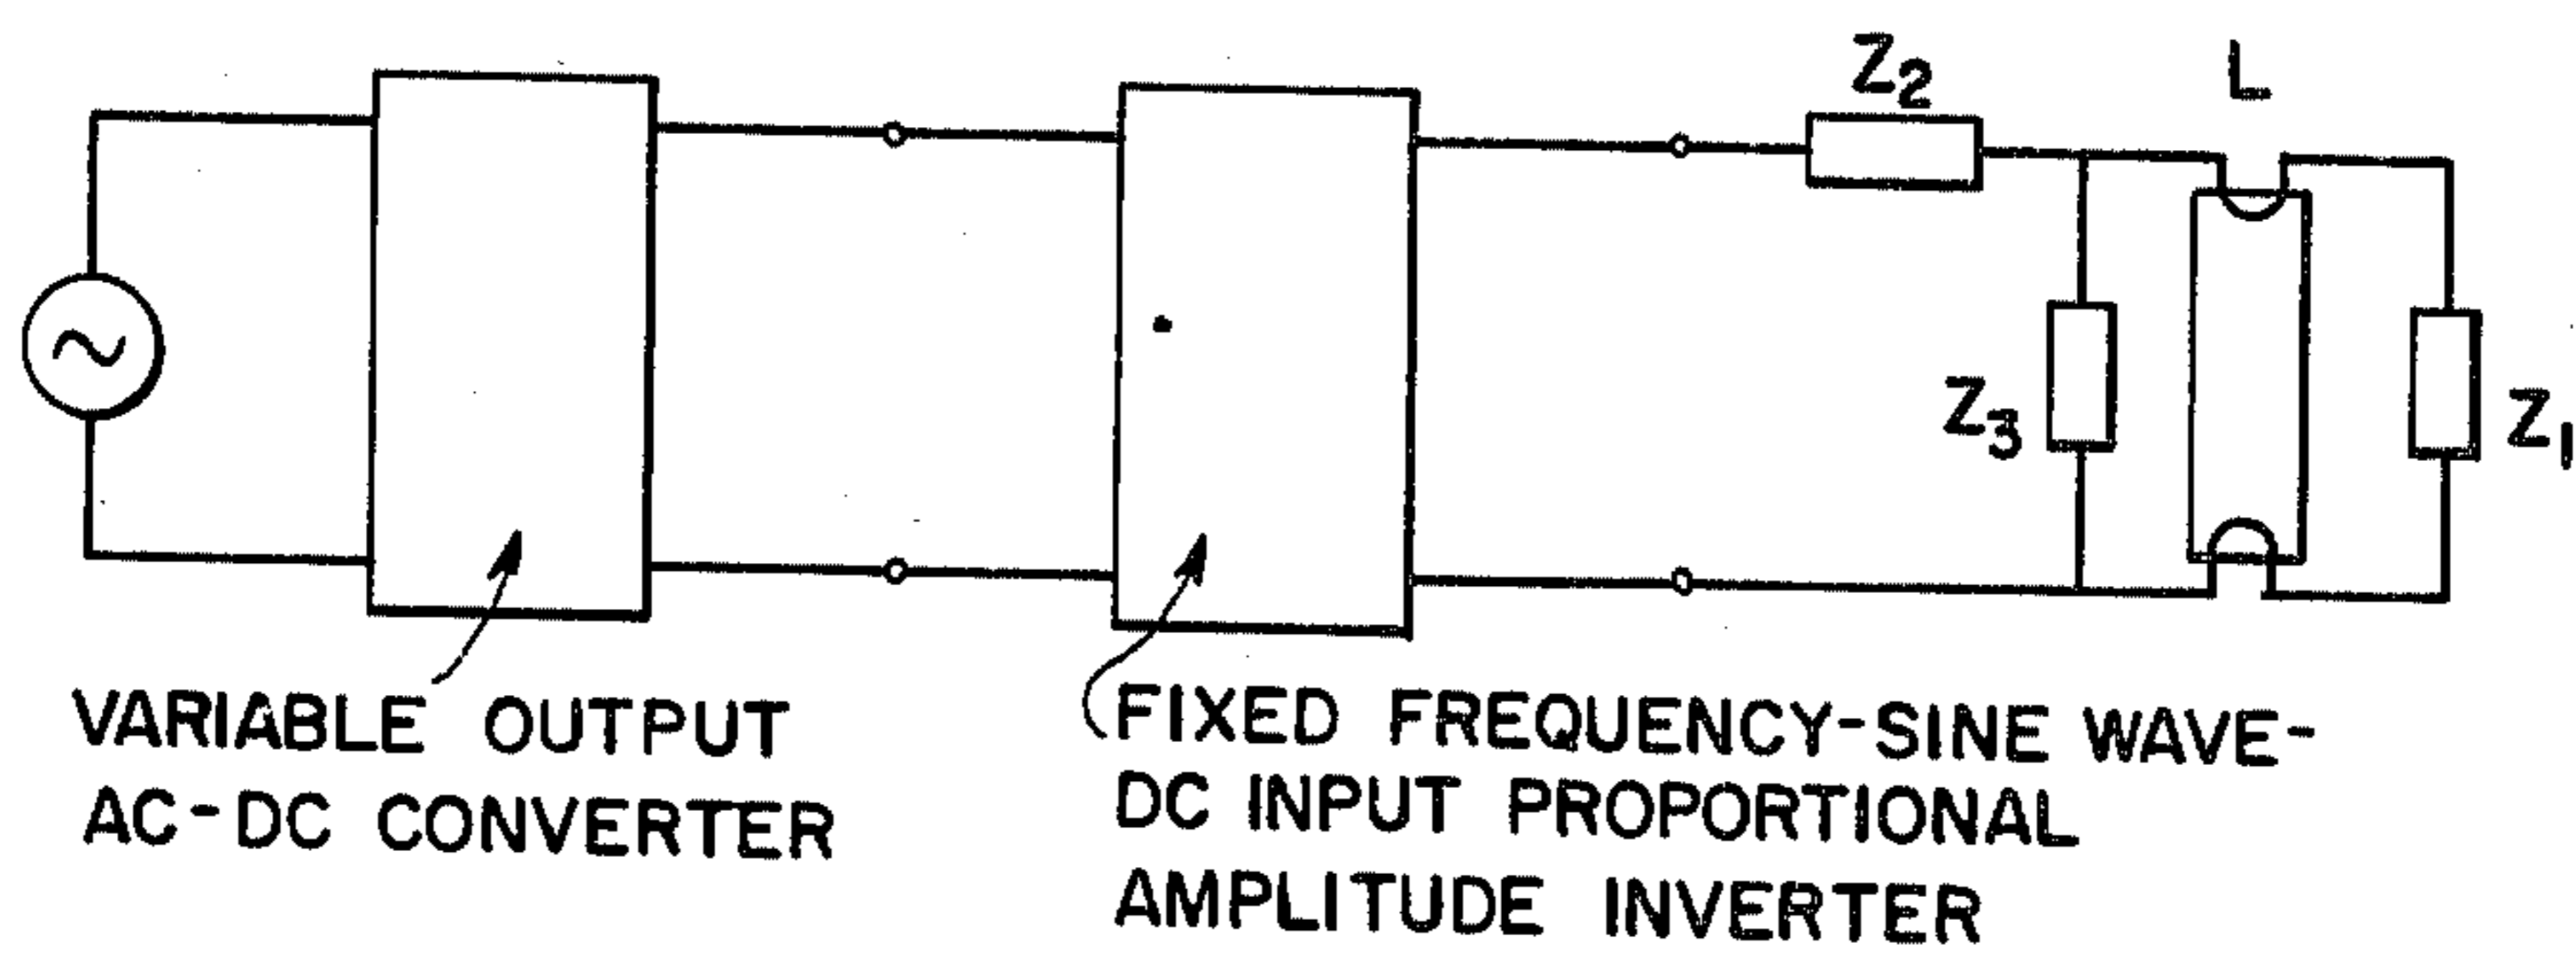 Z2
L
Z3
Z1
VARIABLE OUTPUT
AC-DC CONVERTER
FIXED FREQUENCY-SINE WAVE-
DC INPUT PROPORTIONAL
AMPLITUDE INVERTER